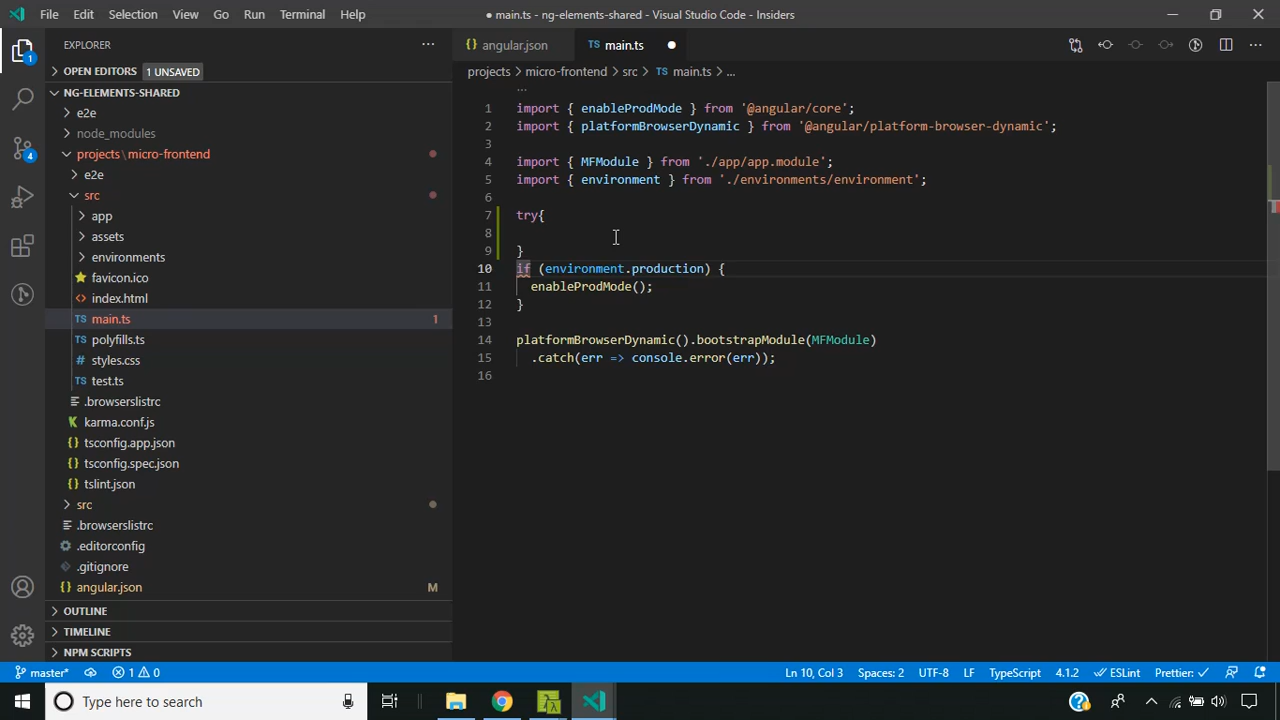 File Edit Selection View Go Run Terminal Help
● main.ts - ng-elements-shared - Visual Studio Code - Insiders
EXPLORER
angular.json
main.ts
OPEN EDITORS 1 UNSAVED
projects > micro-frontend > src > TS main.ts > ...
NG-ELEMENTS-SHARED
e2e
node_modules
projects\micro-frontend
e2e
src
app
assets
environments
favicon.ico
index.html
TS main.ts 1
TS polyfills.ts
styles.css
TS test.ts
.browserslistrc
karma.conf.js
tsconfig.app.json
tsconfig.spec.json
tslint.json
src
.browserslistrc
.editorconfig
.gitignore
angular.json M
OUTLINE
TIMELINE
NPM SCRIPTS
...
1 import { enableProdMode } from '@angular/core';
2 import { platformBrowserDynamic } from '@angular/platform-browser-dynamic';
3
4 import { MFModule } from './app/app.module';
5 import { environment } from './environments/environment';
6
7 try{
8
9 }
10 if (environment.production) {
11 enableProdMode();
12 }
13
14 platformBrowserDynamic().bootstrapModule(MFModule)
15 .catch(err => console.error(err));
16
1
4
master* 1 0 Ln 10, Col 3 Spaces: 2 UTF-8 LF TypeScript 4.1.2 ESLint Prettier: ✓
Type here to search